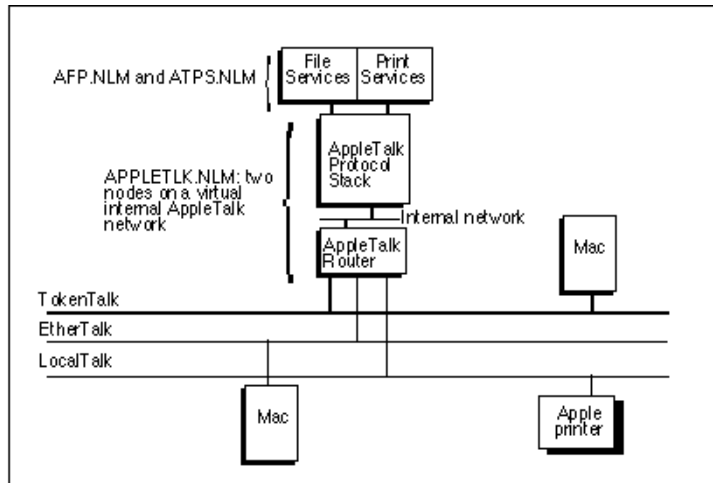 File Services
Print Services
AFP.NLM and ATPS.NLM
AppleTalk
Protocol
Stack
APPLETLK.NLM: two
nodes on a virtual
internal AppleTalk
network
Internal network
AppleTalk
Router
Mac
TokenTalk
EtherTalk
LocalTalk
Mac
Apple
printer